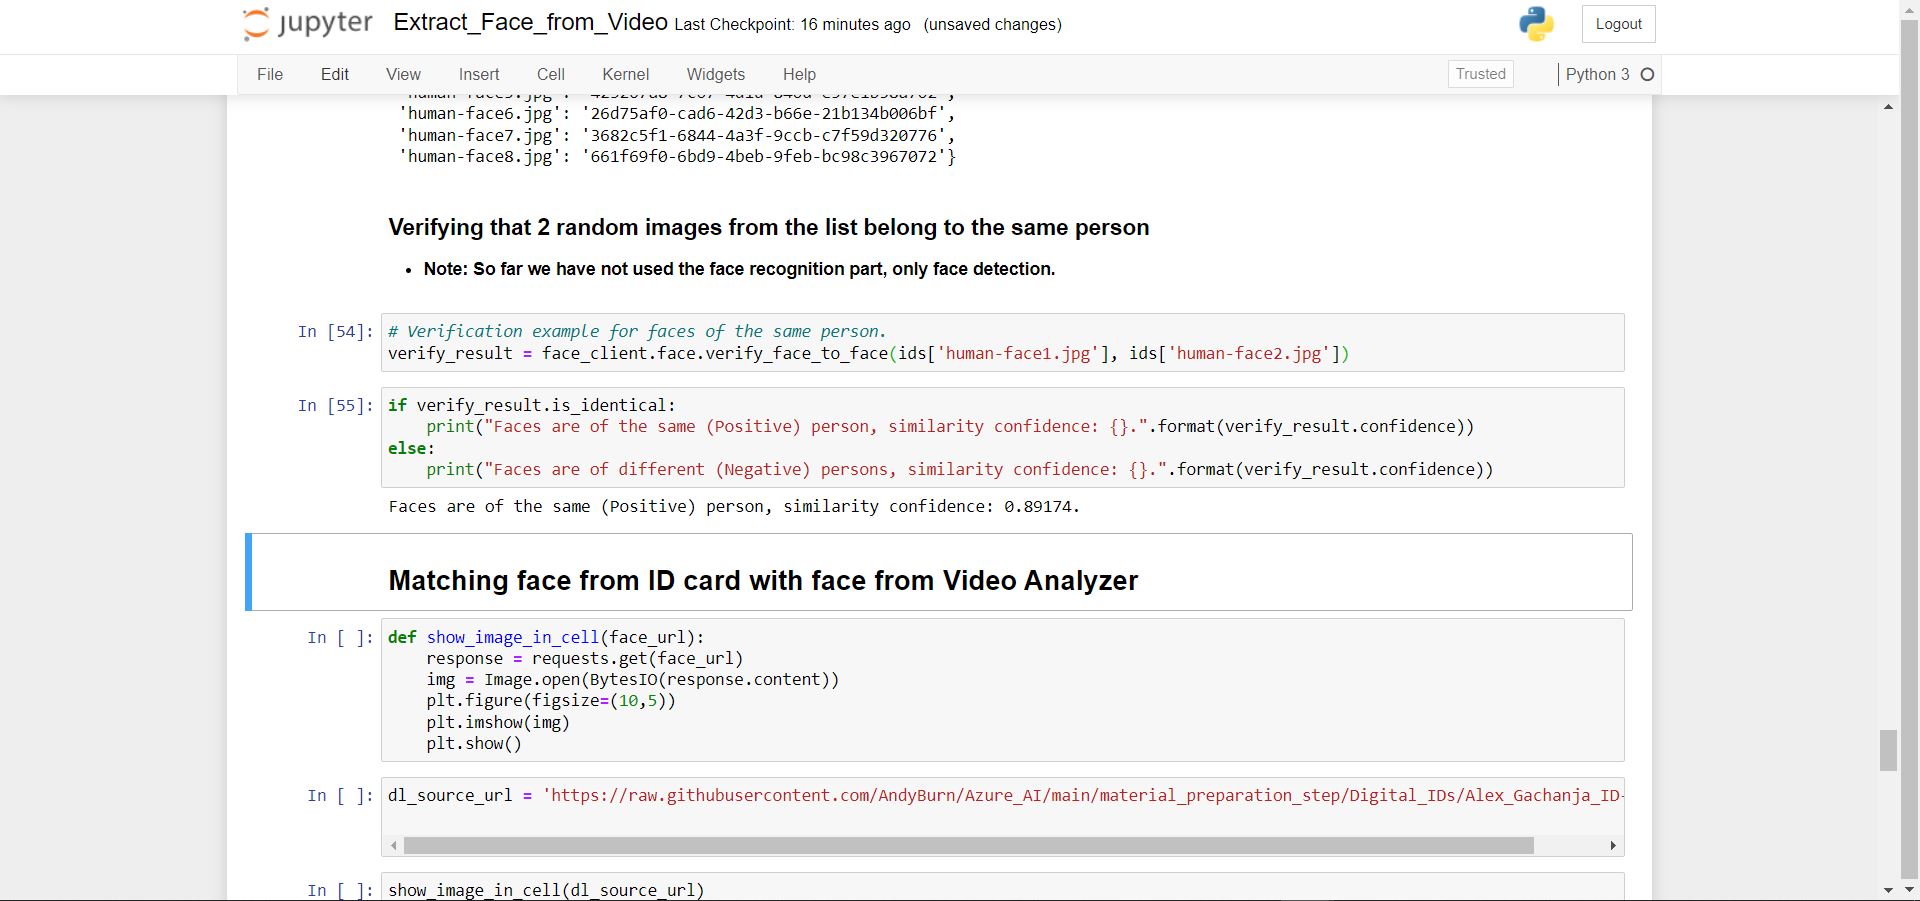 jupyter Extract_Face_from_Video Last Checkpoint: 16 minutes ago (unsaved changes)
Logout
File Edit View Insert Cell Kernel Widgets Help
Trusted
Python 3
'human-face6.jpg': '26d75af0-cad6-42d3-b66e-21b134b006bf',
'human-face7.jpg': '3682c5f1-6844-4a3f-9ccb-c7f59d320776',
'human-face8.jpg': '661f69f0-6bd9-4beb-9feb-bc98c3967072'}
Verifying that 2 random images from the list belong to the same person
• Note: So far we have not used the face recognition part, only face detection.
In [54]: # Verification example for faces of the same person.
verify_result = face_client.face.verify_face_to_face(ids['human-face1.jpg'], ids['human-face2.jpg'])
In [55]: if verify_result.is_identical:
print("Faces are of the same (Positive) person, similarity confidence: {}.".format(verify_result.confidence))
else:
print("Faces are of different (Negative) persons, similarity confidence: {}.".format(verify_result.confidence))
Faces are of the same (Positive) person, similarity confidence: 0.89174.
Matching face from ID card with face from Video Analyzer
In [ ]: def show_image_in_cell(face_url):
response = requests.get(face_url)
img = Image.open(BytesIO(response.content))
plt.figure(figsize=(10,5))
plt.imshow(img)
plt.show()
In [ ]: dl_source_url = 'https://raw.githubusercontent.com/AndyBurn/Azure_AI/main/material_preparation_step/Digital_IDs/Alex_Gachanja_ID-
In [ ]: show_image_in_cell(dl_source_url)